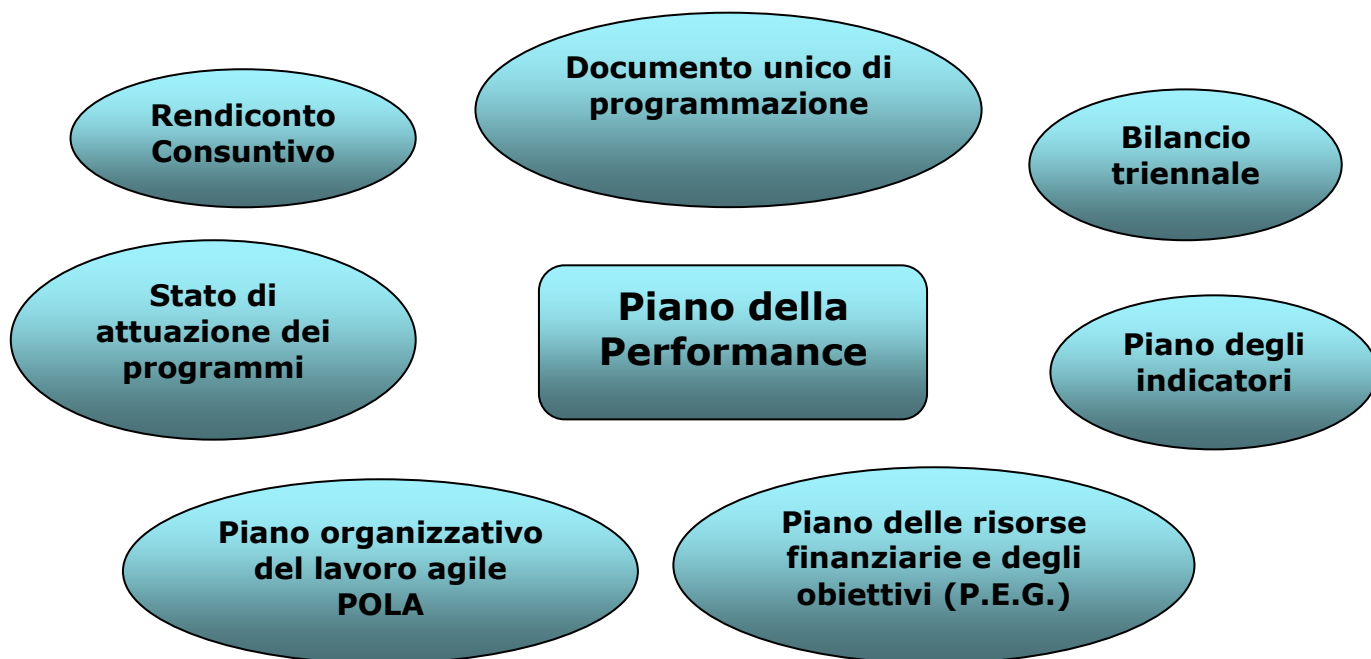 Documento unico di
programmazione
Rendiconto
Consuntivo
Bilancio
triennale
Stato di
attuazione dei
programmi
Piano della
Performance
Piano degli
indicatori
Piano organizzativo
del lavoro agile
POLA
Piano delle risorse
finanziarie e degli
obiettivi (P.E.G.)